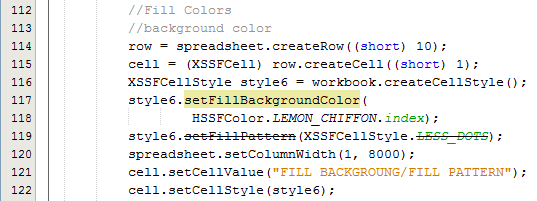 112 //Fill Colors
113 //background color
114 row = spreadsheet.createRow((short) 10);
115 cell = (XSSFCell) row.createCell((short) 1);
116 XSSFCellStyle style6 = workbook.createCellStyle();
117 style6.setFillBackgroundColor(
118 HSSFColor.LEMON_CHIFFON.index);
119 style6.setFillPattern(XSSFCellStyle.LESS_DOTS);
120 spreadsheet.setColumnWidth(1, 8000);
121 cell.setCellValue("FILL BACKGROUNG/FILL PATTERN");
122 cell.setCellStyle(style6);